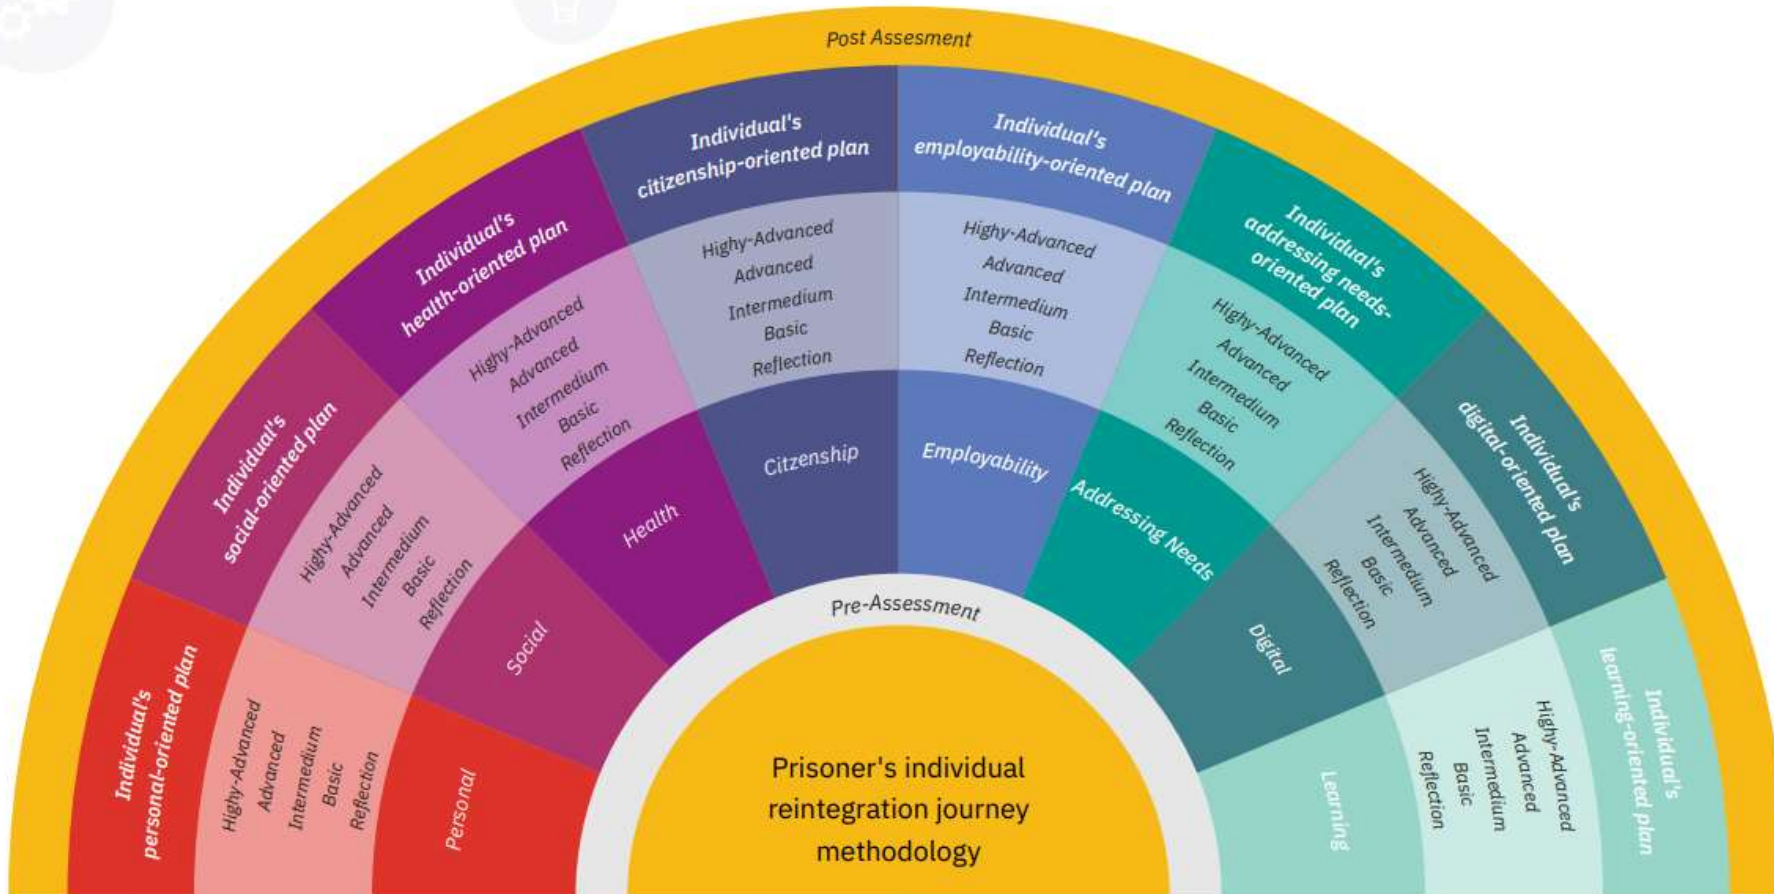 Post Assesment
Individual's
personal-oriented plan
Individual's
social-oriented plan
Individual's
health-oriented plan
Individual's
citizenship-oriented plan
Individual's
employability-oriented plan
Individual's
addressing needs-
oriented plan
Individual's
digital-oriented plan
Individual's
learning-oriented plan
Highy-Advanced
Advanced
Intermedium
Basic
Reflection
Highy-Advanced
Advanced
Intermedium
Basic
Reflection
Highy-Advanced
Advanced
Intermedium
Basic
Reflection
Highy-Advanced
Advanced
Intermedium
Basic
Reflection
Highy-Advanced
Advanced
Intermedium
Basic
Reflection
Highy-Advanced
Advanced
Intermedium
Basic
Reflection
Highy-Advanced
Advanced
Intermedium
Basic
Reflection
Highy-Advanced
Advanced
Intermedium
Basic
Reflection
Personal
Social
Health
Citzenship
Employability
Addressing Needs
Digital
Learning
Pre-Assessment
Prisoner's individual
reintegration journey
methodology